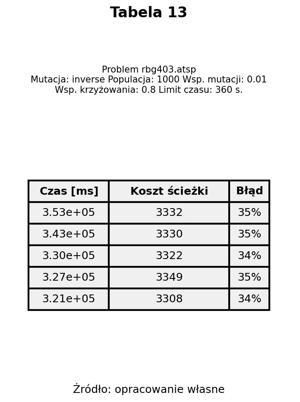 Tabela 13
Problem rbg403.atsp
Mutacja: inverse Populacja: 1000 Wsp. mutacji: 0.01
Wsp. krzyżowania: 0.8 Limit czasu: 360 s.
Czas [ms] Koszt ścieżki Błąd
3.53e+05 3332 35%
3.43e+05 3330 35%
3.30e+05 3322 34%
3.27e+05 3349 35%
3.21e+05 3308 34%
Źródło: opracowanie własne